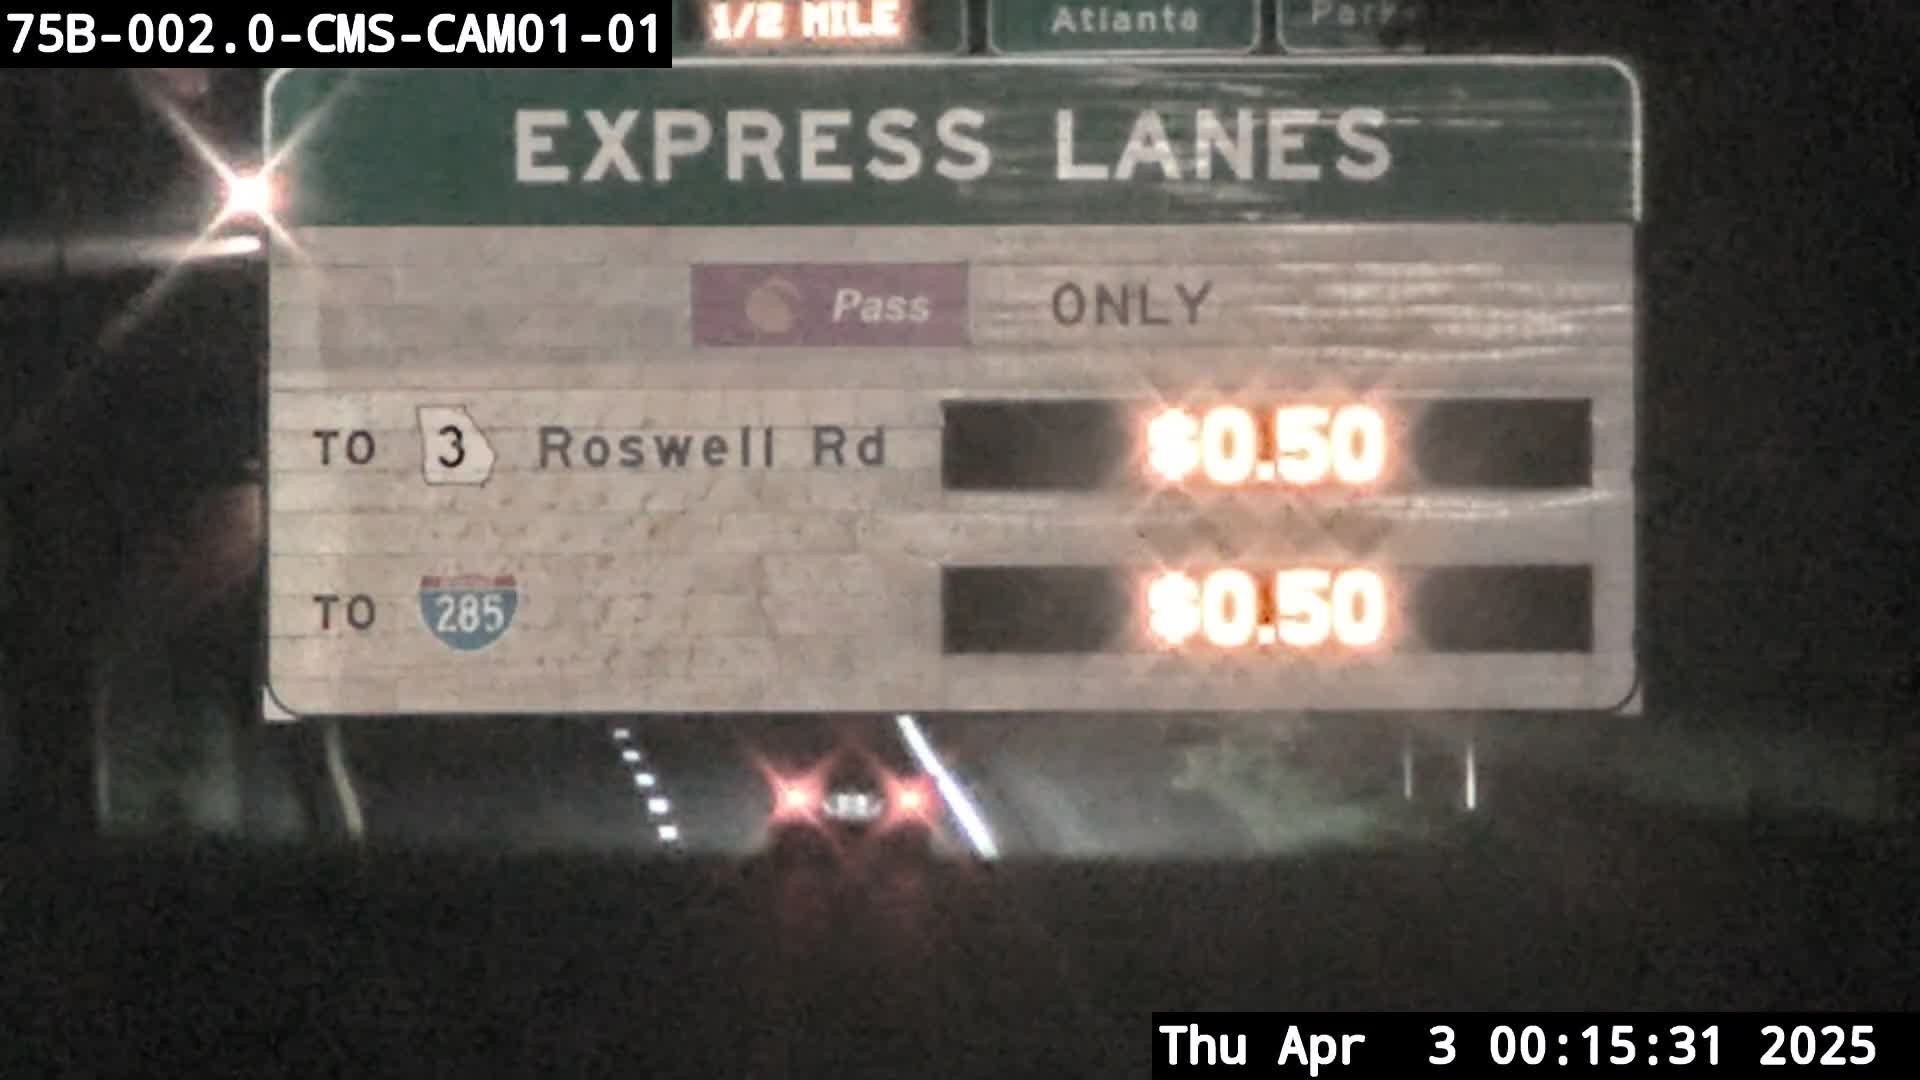 75B-002.0-CMS-CAM01-01
1/2 MILE
Atlanta
EXPRESS LANES
Pass ONLY
TO 3 Roswell Rd $0.50
TO 285 $0.50
Thu Apr 3 00:15:31 2025